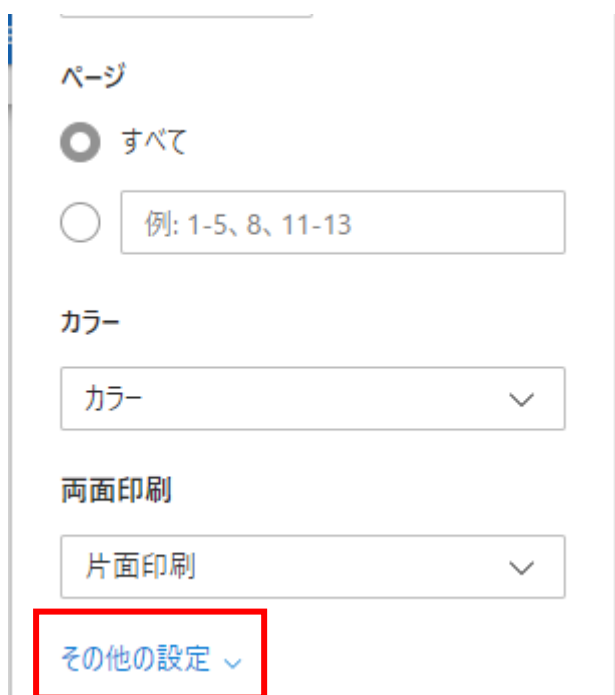 ページ
すべて
例: 1-5、8、11-13
カラー
カラー
両面印刷
片面印刷
その他の設定